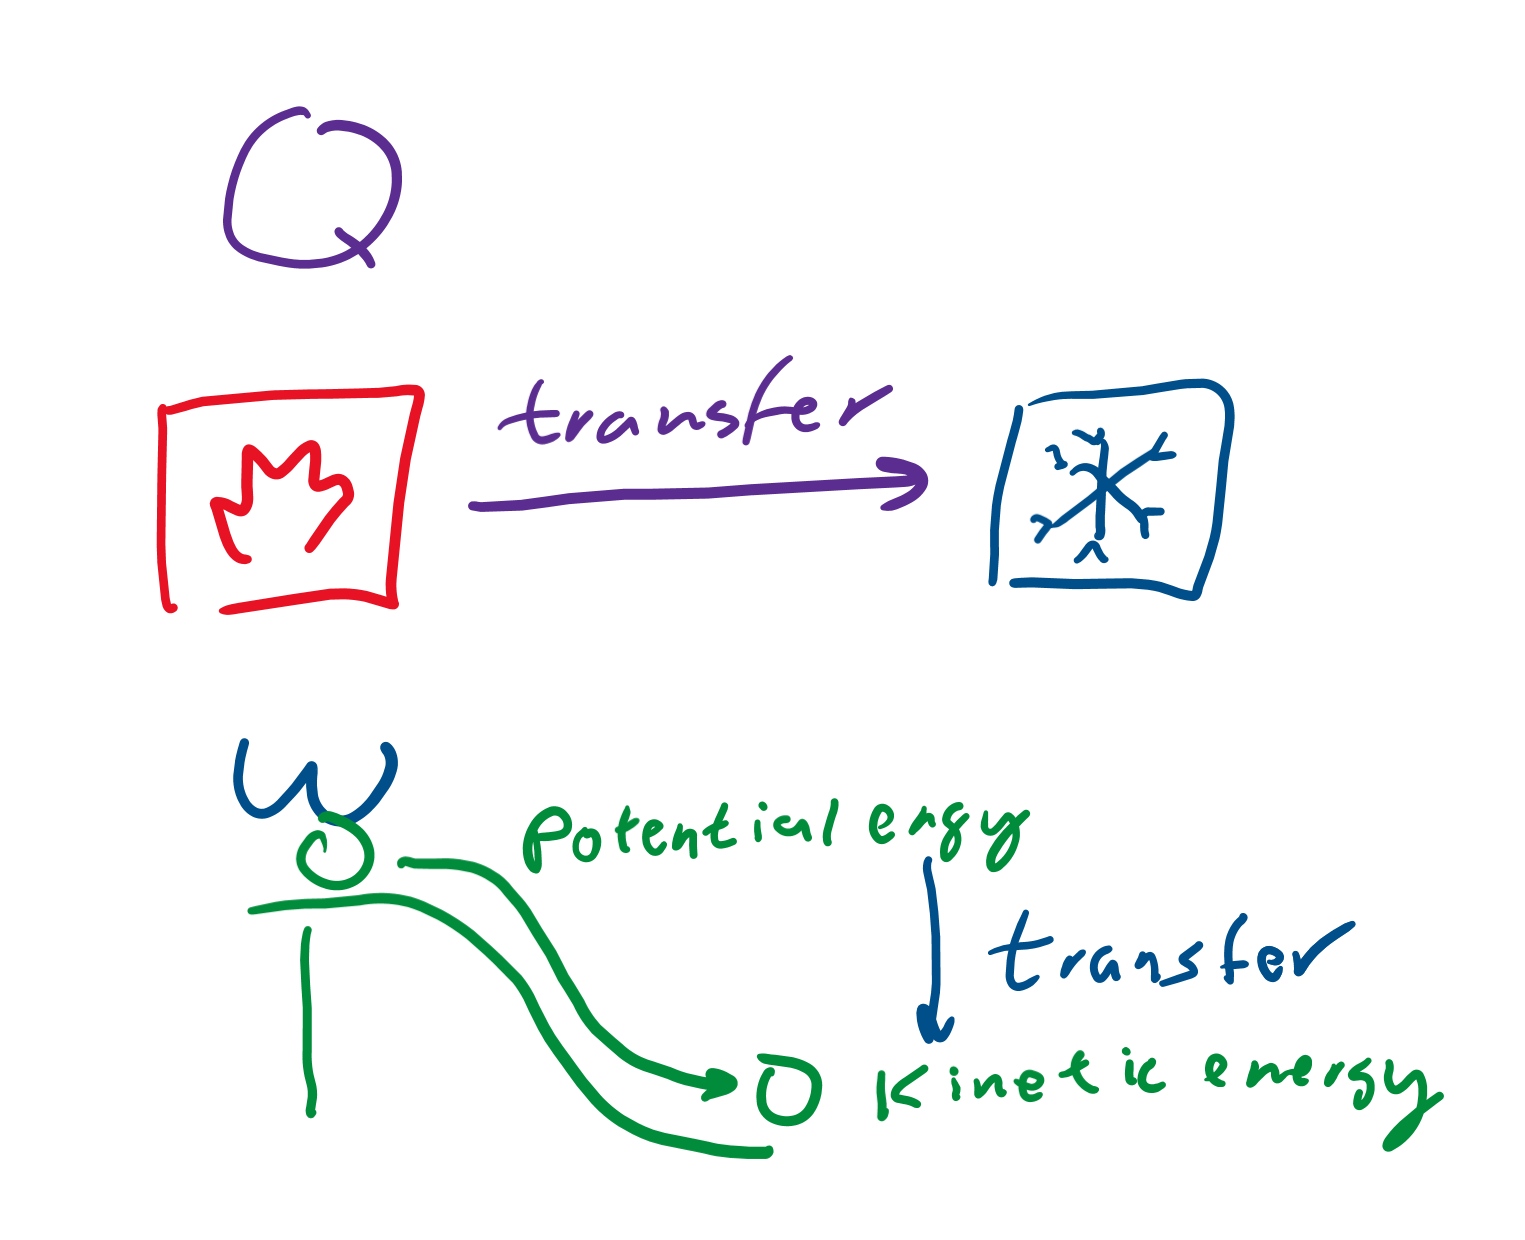 Q
transfer
W
Potential engy
transfer
Kinetic energy